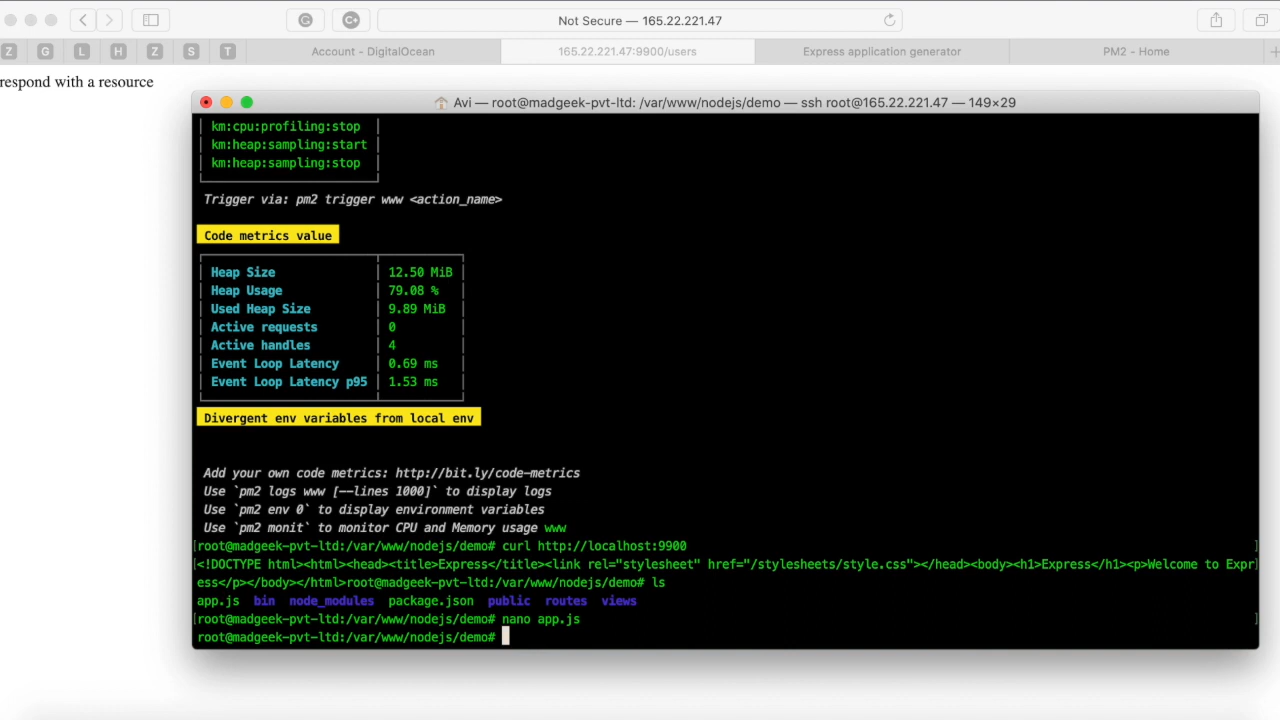 Not Secure — 165.22.221.47
Z G L H Z S T Account - DigitalOcean 165.22.221.47:9900/users Express application generator PM2 - Home
respond with a resource
Avi — root@madgeek-pvt-ltd: /var/www/nodejs/demo — ssh root@165.22.221.47 — 149×29
km:cpu:profiling:stop
km:heap:sampling:start
km:heap:sampling:stop
Trigger via: pm2 trigger www <action_name>
Code metrics value
Heap Size 12.50 MiB
Heap Usage 79.08 %
Used Heap Size 9.89 MiB
Active requests 0
Active handles 4
Event Loop Latency 0.69 ms
Event Loop Latency p95 1.53 ms
Divergent env variables from local env
Add your own code metrics: http://bit.ly/code-metrics
Use `pm2 logs www [--lines 1000]` to display logs
Use `pm2 env 0` to display environment variables
Use `pm2 monit` to monitor CPU and Memory usage www
[root@madgeek-pvt-ltd:/var/www/nodejs/demo# curl http://localhost:9900 ]
[<!DOCTYPE html><html><head><title>Express</title><link rel="stylesheet" href="/stylesheets/style.css"></head><body><h1>Express</h1><p>Welcome to Expr]
ess</p></body></html>root@madgeek-pvt-ltd:/var/www/nodejs/demo# ls
app.js bin node_modules package.json public routes views
[root@madgeek-pvt-ltd:/var/www/nodejs/demo# nano app.js ]
root@madgeek-pvt-ltd:/var/www/nodejs/demo#